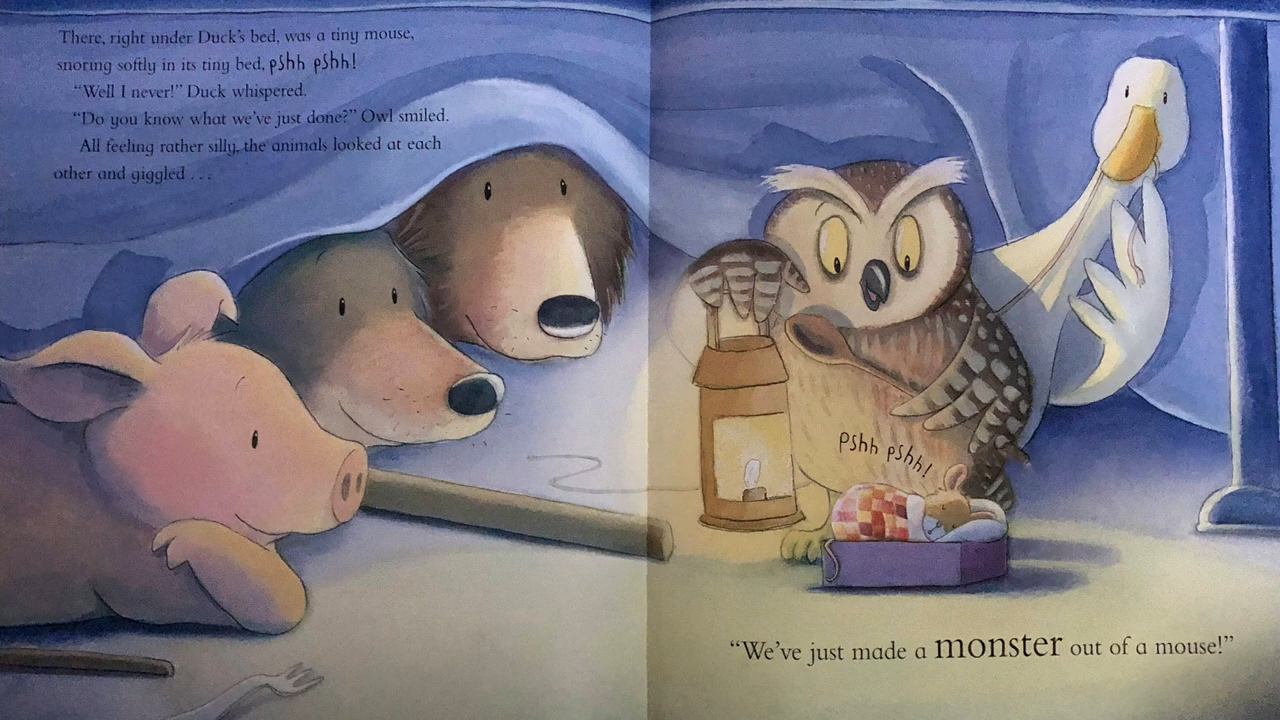 There, right under Duck's bed, was a tiny mouse,
snoring softly in its tiny bed, pshh pshh!
“Well I never!” Duck whispered.
“Do you know what we've just done?” Owl smiled.
All feeling rather silly, the animals looked at each
other and giggled . . .
pshh pshh!
“We've just made a monster out of a mouse!”